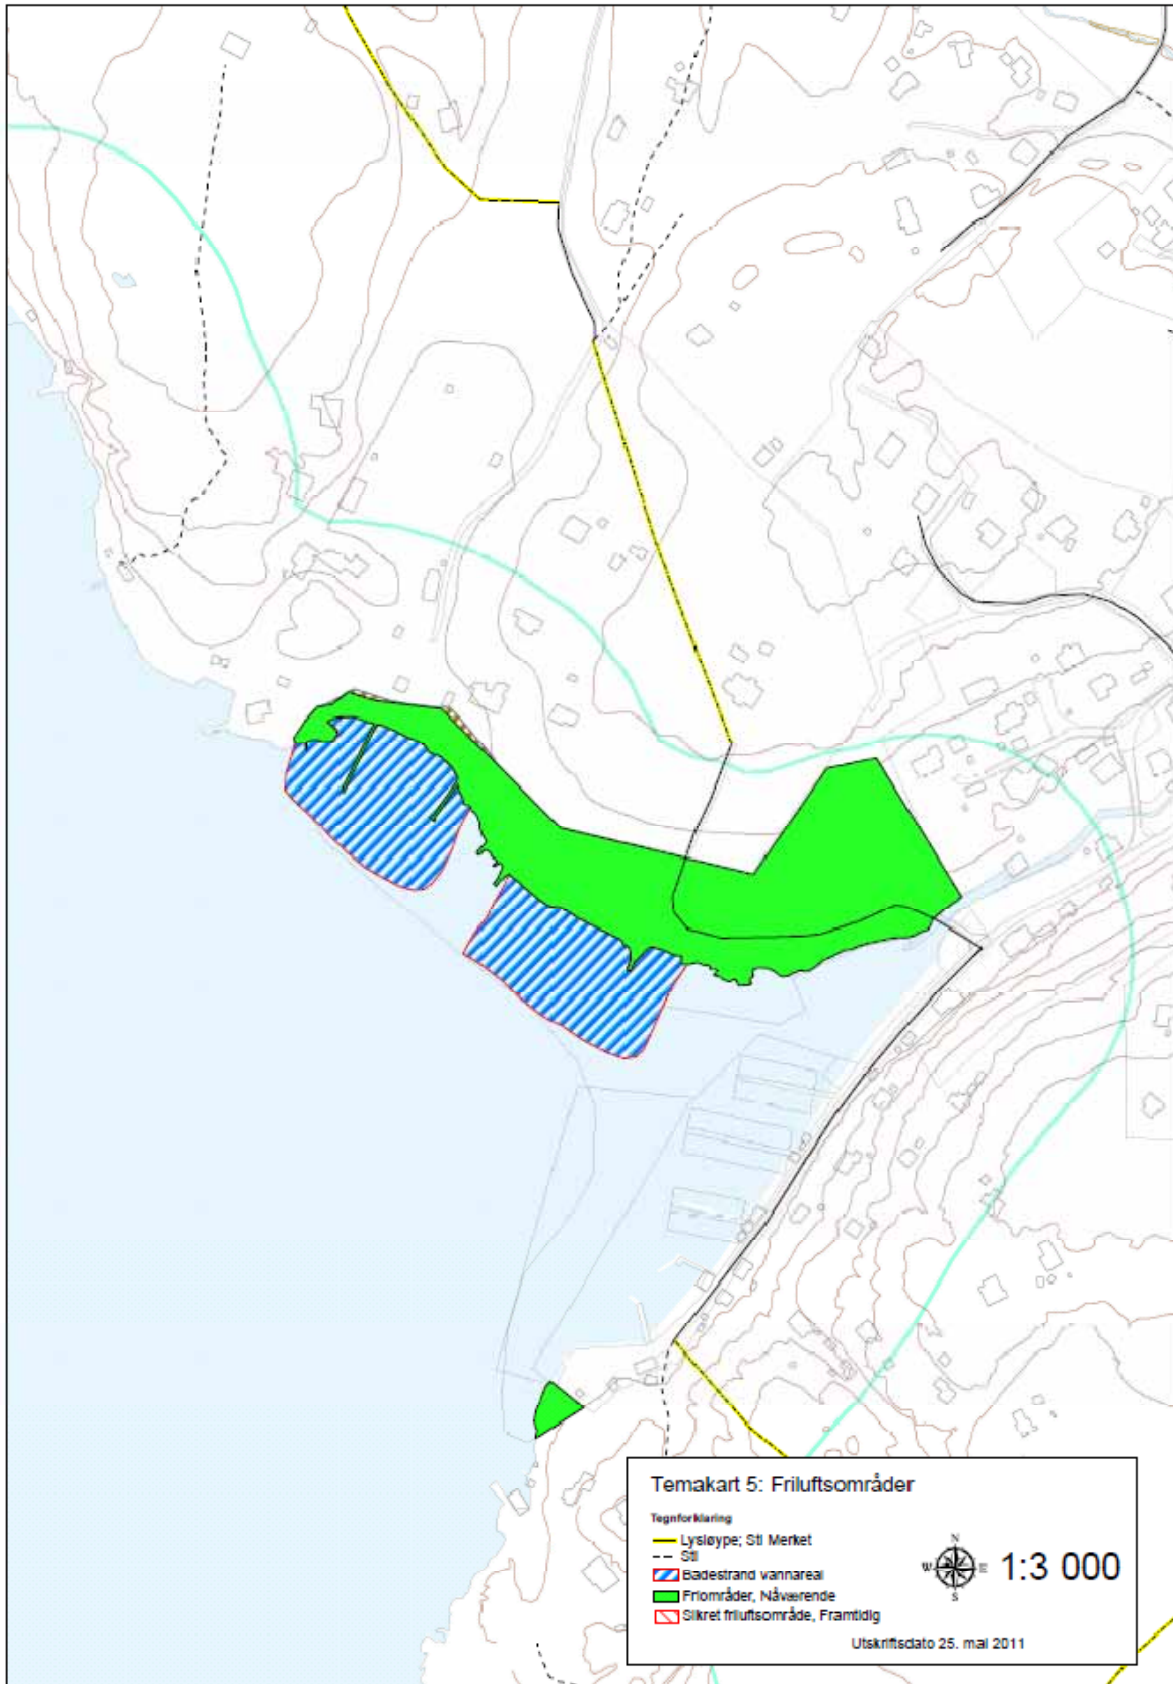 Temakart 5: Friluftsområder
Tegnforklaring
Lysløype; Sti Merket
Sti
Badestrand vannareal
Friområder, Nåværende
Sikret friluftsområde, Framtidig
N
W E
S
1:3 000
Utskriftsdato 25. mai 2011